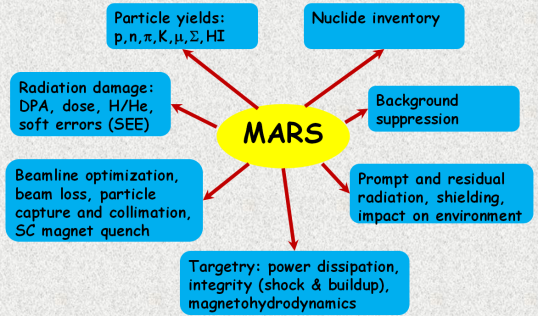 Particle yields:
p,n,π,K,μ,Σ,HI
Nuclide inventory
Radiation damage:
DPA, dose, H/He,
soft errors (SEE)
Background
suppression
MARS
Beamline optimization,
beam loss, particle
capture and collimation,
SC magnet quench
Prompt and residual
radiation, shielding,
impact on environment
Targetry: power dissipation,
integrity (shock & buildup),
magnetohydrodynamics